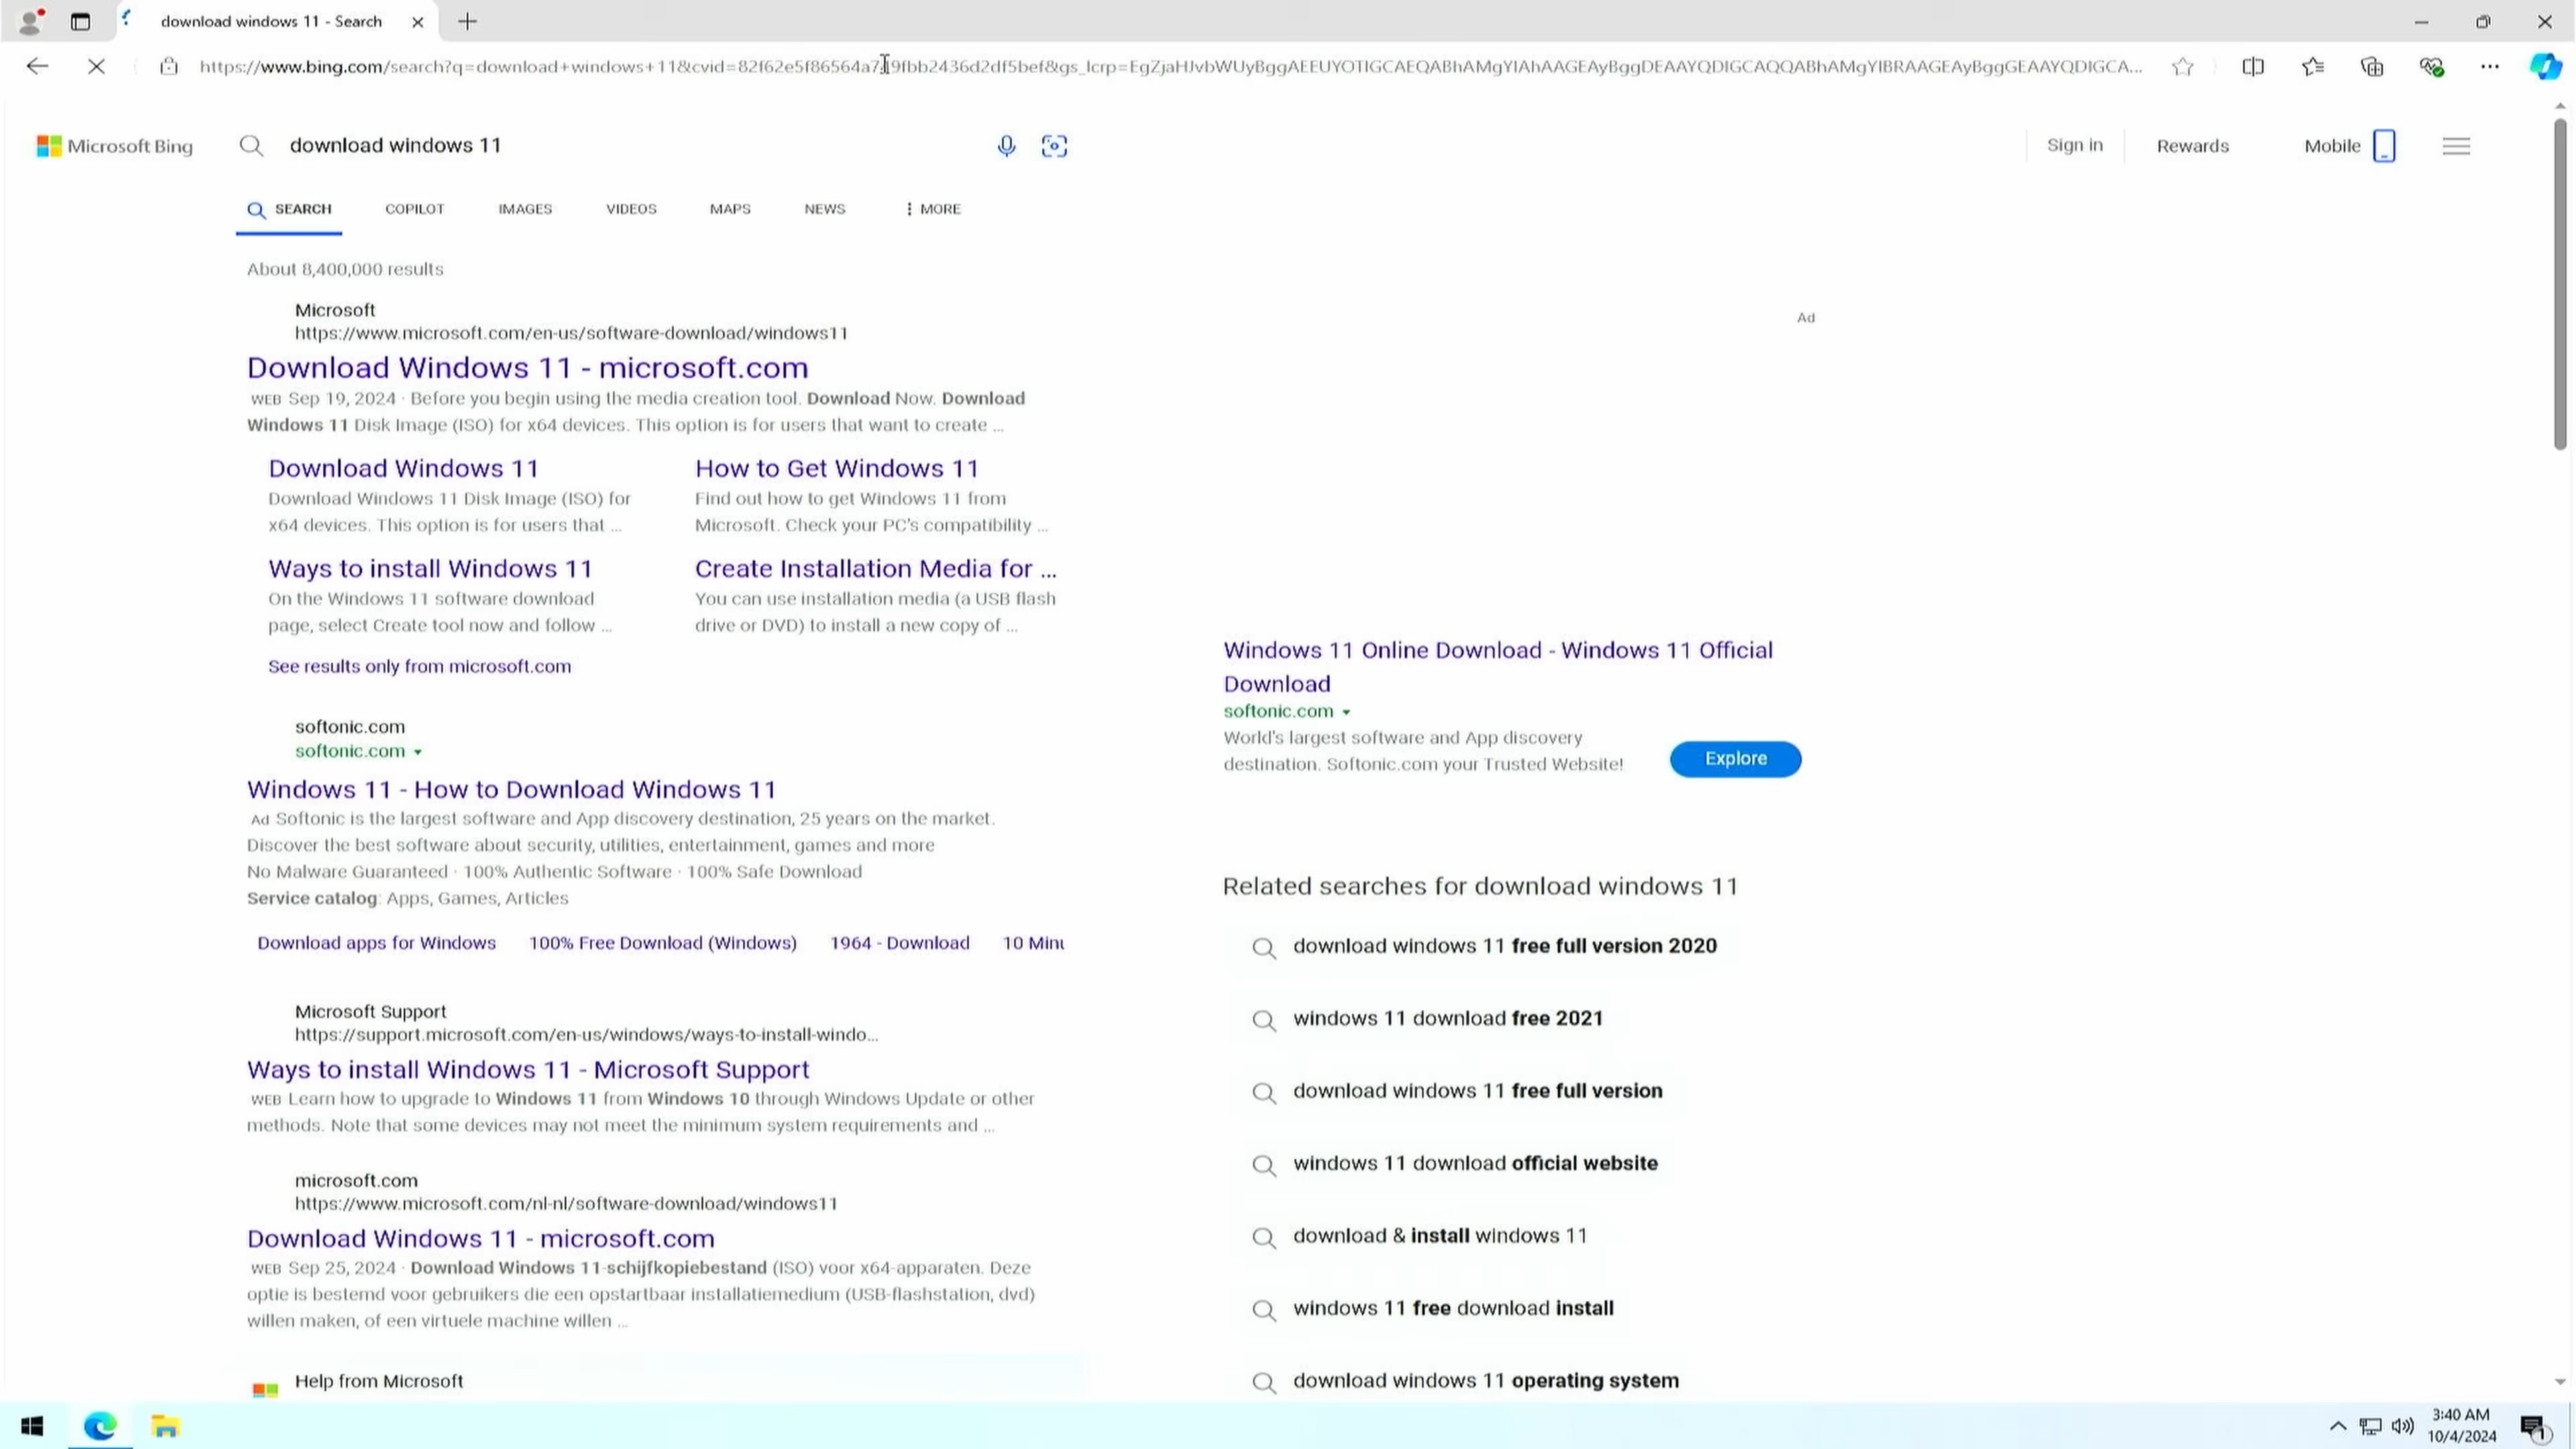 download windows 11 - Search
https://www.bing.com/search?q=download+windows+11&cvid=
Microsoft Bing
download windows 11
Sign in
Rewards
Mobile
SEARCH
COPILOT
IMAGES
VIDEOS
MAPS
NEWS
MORE
About 8,400,000 results
Microsoft
https://www.microsoft.com/en-us/software-download/windows11
Download Windows 11 - microsoft.com
WEB Sep 19, 2024 · Before you begin using the media creation tool. Download Now. Download
Windows 11 Disk Image (ISO) for x64 devices. This option is for users that want to create ...
Download Windows 11
Download Windows 11 Disk Image (ISO) for
x64 devices. This option is for users that ...
How to Get Windows 11
Find out how to get Windows 11 from
Microsoft. Check your PC's compatibility ...
Ways to install Windows 11
On the Windows 11 software download
page, select Create tool now and follow ...
Create Installation Media for ...
You can use installation media (a USB flash
drive or DVD) to install a new copy of ...
See results only from microsoft.com
softonic.com
softonic.com
Windows 11 - How to Download Windows 11
Ad Softonic is the largest software and App discovery destination, 25 years on the market.
Discover the best software about security, utilities, entertainment, games and more
No Malware Guaranteed · 100% Authentic Software · 100% Safe Download
Service catalog: Apps, Games, Articles
Download apps for Windows
100% Free Download (Windows)
1964 - Download
10 Minu
Microsoft Support
https://support.microsoft.com/en-us/windows/ways-to-install-windo...
Ways to install Windows 11 - Microsoft Support
WEB Learn how to upgrade to Windows 11 from Windows 10 through Windows Update or other
methods. Note that some devices may not meet the minimum system requirements and ...
microsoft.com
https://www.microsoft.com/nl-nl/software-download/windows11
Download Windows 11 - microsoft.com
WEB Sep 25, 2024 · Download Windows 11-schijfkopiebestand (ISO) voor x64-apparaten. Deze
optie is bestemd voor gebruikers die een opstartbaar installatiemedium (USB-flashstation, dvd)
willen maken, of een virtuele machine willen ...
Help from Microsoft
Ad
Windows 11 Online Download - Windows 11 Official
Download
softonic.com
World's largest software and App discovery
destination. Softonic.com your Trusted Website!
Explore
Related searches for download windows 11
download windows 11 free full version 2020
windows 11 download free 2021
download windows 11 free full version
windows 11 download official website
download & install windows 11
windows 11 free download install
download windows 11 operating system
3:40 AM
10/4/2024
1